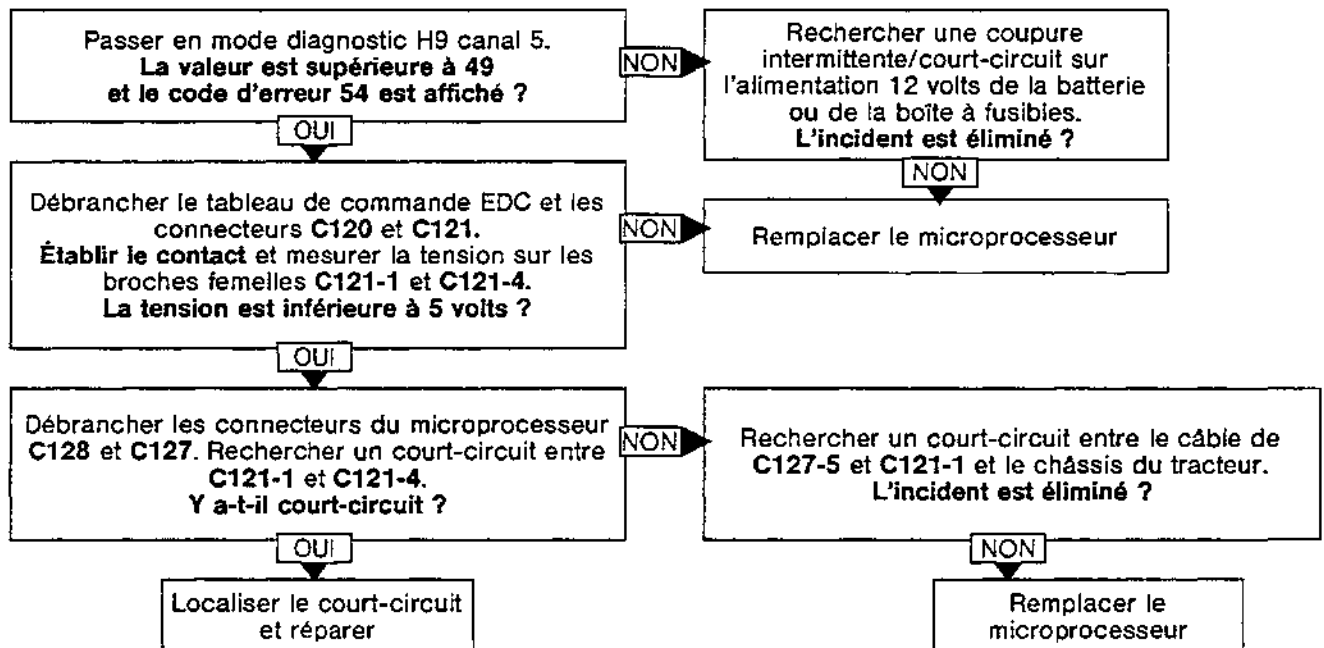 Passer en mode diagnostic H9 canal 5.
La valeur est supérieure à 49
et le code d'erreur 54 est affiché ?
NON
Rechercher une coupure
intermittente/court-circuit sur
l'alimentation 12 volts de la batterie
ou de la boîte à fusibles.
L'incident est éliminé ?
OUI
NON
Débrancher le tableau de commande EDC et les
connecteurs C120 et C121.
Établir le contact et mesurer la tension sur les
broches femelles C121-1 et C121-4.
La tension est inférieure à 5 volts ?
NON
Remplacer le microprocesseur
OUI
Débrancher les connecteurs du microprocesseur
C128 et C127. Rechercher un court-circuit entre
C121-1 et C121-4.
Y a-t-il court-circuit ?
NON
Rechercher un court-circuit entre le câble de
C127-5 et C121-1 et le châssis du tracteur.
L'incident est éliminé ?
OUI
NON
Localiser le court-circuit
et réparer
Remplacer le
microprocesseur